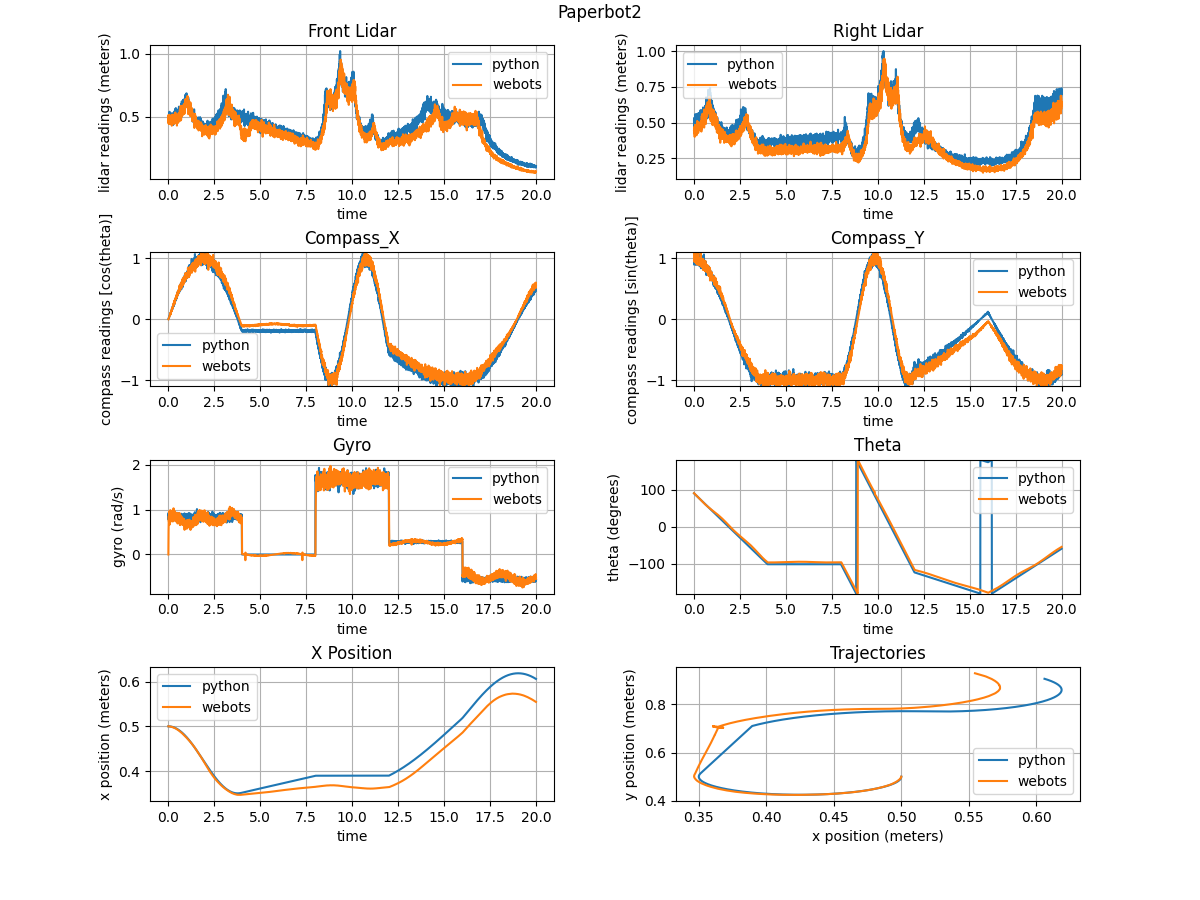 Paperbot2
Front Lidar
lidar readings (meters)
1.0
0.5
python
webots
0.0 2.5 5.0 7.5 10.0 12.5 15.0 17.5 20.0
time
Right Lidar
lidar readings (meters)
1.00
0.75
0.50
0.25
python
webots
0.0 2.5 5.0 7.5 10.0 12.5 15.0 17.5 20.0
time
Compass_X
compass readings [cos(theta)]
1
0
−1
python
webots
0.0 2.5 5.0 7.5 10.0 12.5 15.0 17.5 20.0
time
Compass_Y
compass readings [sin(theta)]
1
0
−1
python
webots
0.0 2.5 5.0 7.5 10.0 12.5 15.0 17.5 20.0
time
Gyro
gyro (rad/s)
2
1
0
python
webots
0.0 2.5 5.0 7.5 10.0 12.5 15.0 17.5 20.0
time
Theta
theta (degrees)
100
0
−100
python
webots
0.0 2.5 5.0 7.5 10.0 12.5 15.0 17.5 20.0
time
X Position
x position (meters)
0.6
0.5
0.4
python
webots
0.0 2.5 5.0 7.5 10.0 12.5 15.0 17.5 20.0
time
Trajectories
y position (meters)
0.8
0.6
0.4
python
webots
0.35 0.40 0.45 0.50 0.55 0.60
x position (meters)